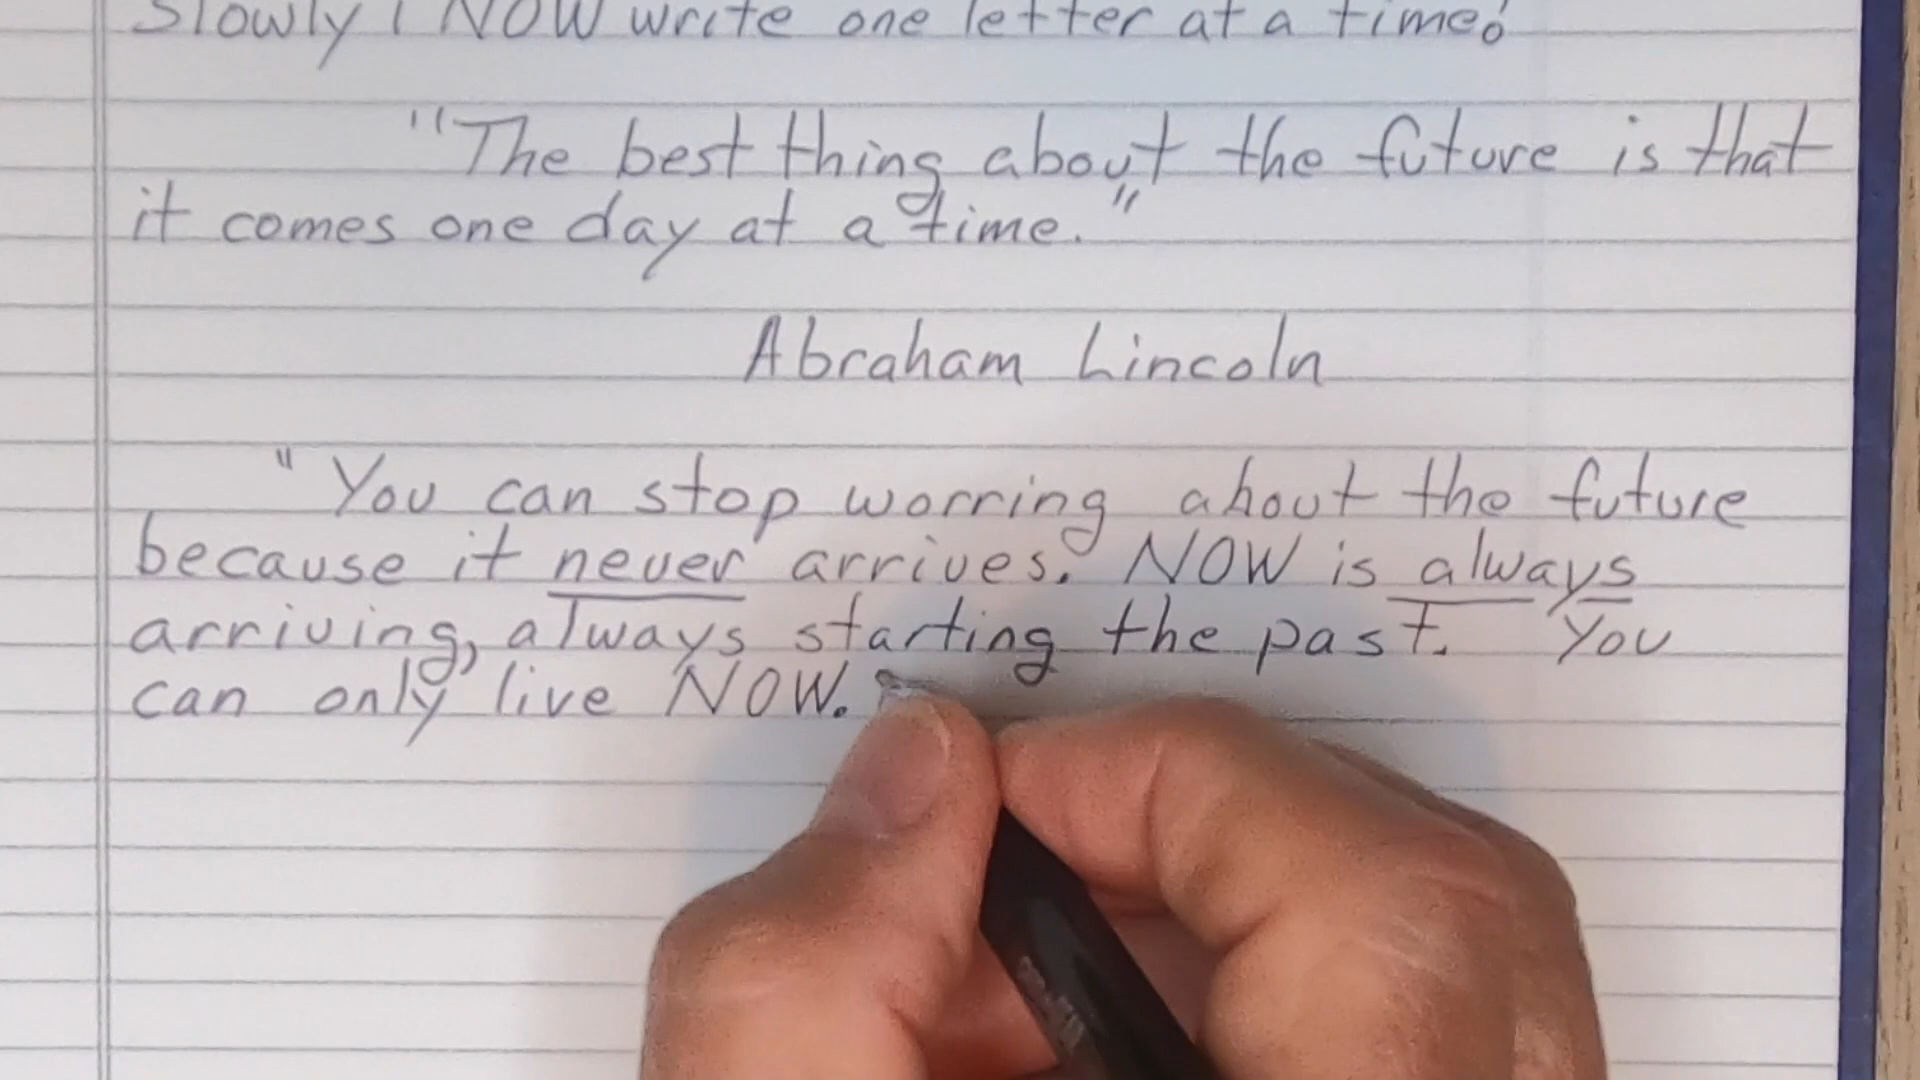 Slowly I NOW write one letter at a time!
"The best thing about the future is that
it comes one day at a time."
Abraham Lincoln
"You can stop worring about the future
because it never arrives. NOW is always
arriving, always starting the past. You
can only live NOW.